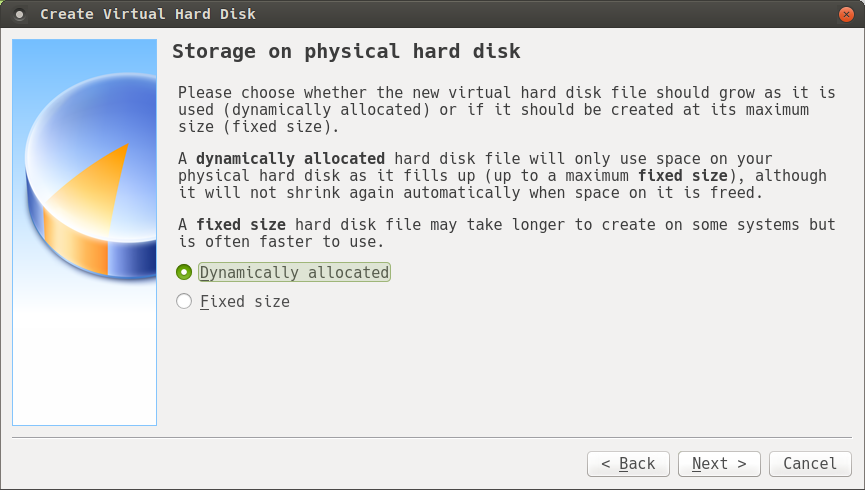 Create Virtual Hard Disk
Storage on physical hard disk
Please choose whether the new virtual hard disk file should grow as it is
used (dynamically allocated) or if it should be created at its maximum
size (fixed size).
A dynamically allocated hard disk file will only use space on your
physical hard disk as it fills up (up to a maximum fixed size), although
it will not shrink again automatically when space on it is freed.
A fixed size hard disk file may take longer to create on some systems but
is often faster to use.
Dynamically allocated
Fixed size
< Back Next > Cancel